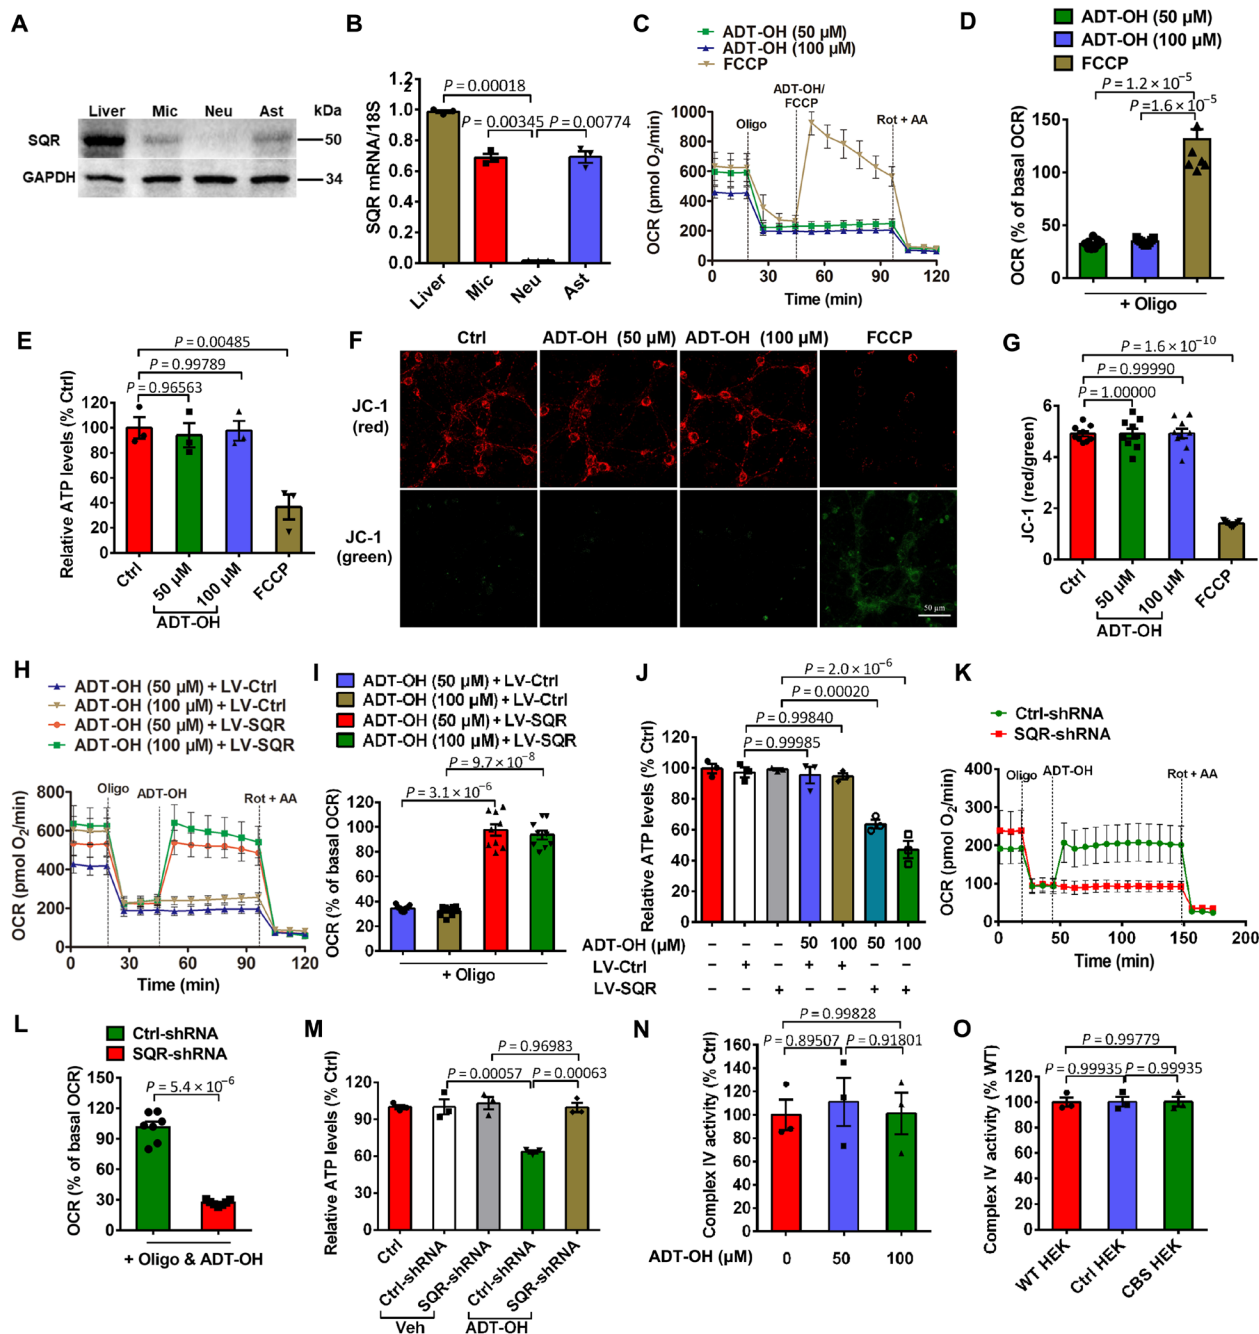 A
Liver Mic Neu Ast kDa
SQR 50
GAPDH 34
B
P = 0.00018
P = 0.00345 P = 0.00774
SQR mRNA/18S
1.2
1.0
0.8
0.6
0.4
0.2
0.0
Liver Mic Neu Ast
C
ADT-OH (50 µM)
ADT-OH (100 µM)
FCCP
ADT-OH/
FCCP
Oligo Rot + AA
OCR (pmol O2/min)
1000
800
600
400
200
0
0 30 60 90 120
Time (min)
D
ADT-OH (50 µM)
ADT-OH (100 µM)
FCCP
P = 1.2 × 10−5
P = 1.6 × 10−5
OCR (% of basal OCR)
150
100
50
0
+ Oligo
E
P = 0.00485
P = 0.99789
P = 0.96563
Relative ATP levels (% Ctrl)
120
100
80
60
40
20
0
Ctrl 50 µM 100 µM FCCP
ADT-OH
F
Ctrl ADT-OH (50 µM) ADT-OH (100 µM) FCCP
JC-1
(red)
JC-1
(green)
50 µm
G
P = 1.6 × 10−10
P = 0.99990
P = 1.00000
JC-1 (red/green)
6
4
2
0
Ctrl 50 µM 100 µM FCCP
ADT-OH
H
ADT-OH (50 µM) + LV-Ctrl
ADT-OH (100 µM) + LV-Ctrl
ADT-OH (50 µM) + LV-SQR
ADT-OH (100 µM) + LV-SQR
Oligo ADT-OH Rot + AA
OCR (pmol O2/min)
800
600
400
200
0
0 30 60 90 120
Time (min)
I
ADT-OH (50 µM) + LV-Ctrl
ADT-OH (100 µM) + LV-Ctrl
ADT-OH (50 µM) + LV-SQR
ADT-OH (100 µM) + LV-SQR
P = 9.7 × 10−8
P = 3.1 × 10−6
OCR (% of basal OCR)
120
100
80
60
40
20
0
+ Oligo
J
P = 2.0 × 10−6
P = 0.00020
P = 0.99840
P = 0.99985
Relative ATP levels (% Ctrl)
120
100
80
60
40
20
0
ADT-OH (µM) − − − 50 100 50 100
LV-Ctrl − + − + + − −
LV-SQR − − + − − + +
K
Ctrl-shRNA
SQR-shRNA
Oligo ADT-OH Rot + AA
OCR (pmol O2/min)
400
300
200
100
0
0 50 100 150 200
Time (min)
L
Ctrl-shRNA
SQR-shRNA
P = 5.4 × 10−6
OCR (% of basal OCR)
150
120
90
60
30
0
+ Oligo & ADT-OH
M
P = 0.96983
P = 0.00057 P = 0.00063
Relative ATP levels (% Ctrl)
150
120
90
60
30
0
Ctrl Ctrl-shRNA SQR-shRNA Ctrl-shRNA SQR-shRNA
Veh ADT-OH
N
P = 0.99828
P = 0.89507 P = 0.91801
Complex IV activity (% Ctrl)
160
140
120
100
80
60
40
20
0
ADT-OH (µM) 0 50 100
O
P = 0.99779
P = 0.99935 P = 0.99935
Complex IV activity (% WT)
120
100
80
60
40
20
0
WT HEK Ctrl HEK CBS HEK